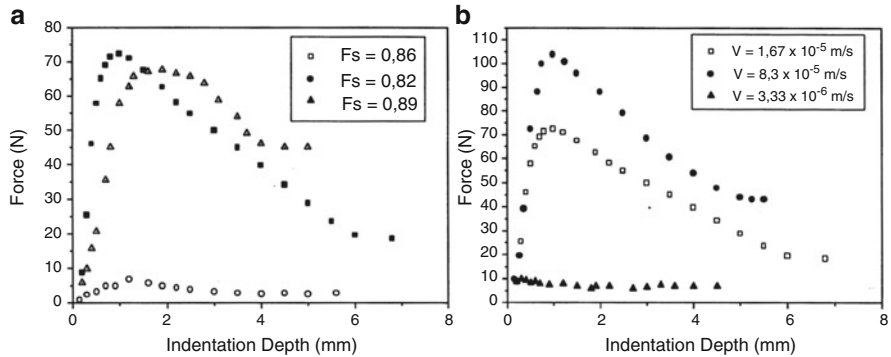 a
80
70
60
50
40
30
20
10
0
0 2 4 6 8
Force (N)
Indentation Depth (mm)
Fs = 0,86
Fs = 0,82
Fs = 0,89
b
110
100
90
80
70
60
50
40
30
20
10
0
0 2 4 6 8
Force (N)
Indentation Depth (mm)
V = 1,67 x 10⁻⁵ m/s
V = 8,3 x 10⁻⁵ m/s
V = 3,33 x 10⁻⁶ m/s